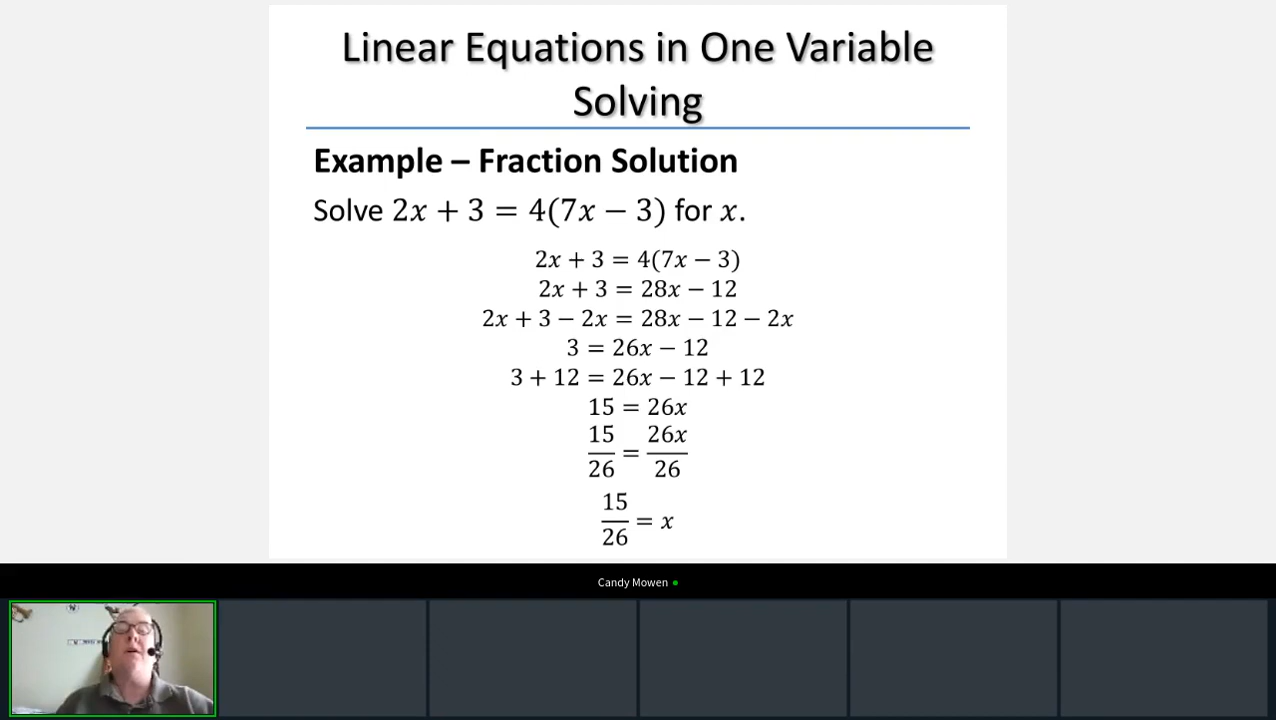 Linear Equations in One Variable
Solving
Example – Fraction Solution
Solve 2x + 3 = 4(7x − 3) for x.
2x + 3 = 4(7x − 3)
2x + 3 = 28x − 12
2x + 3 − 2x = 28x − 12 − 2x
3 = 26x − 12
3 + 12 = 26x − 12 + 12
15 = 26x
15/26 = 26x/26
15/26 = x
Candy Mowen